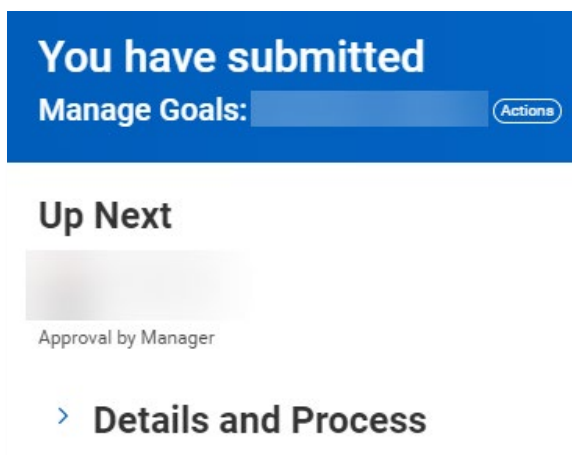 You have submitted
Manage Goals:
Actions
Up Next
Approval by Manager
Details and Process